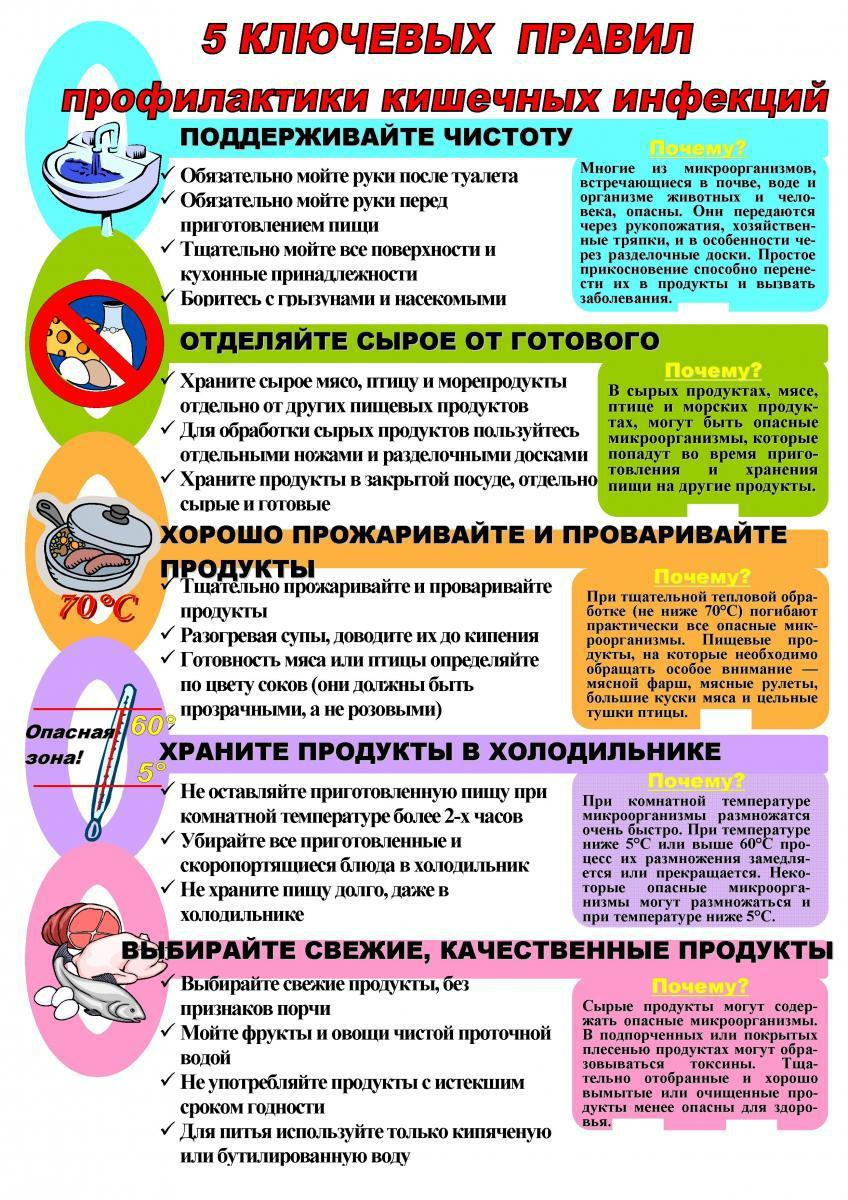 5 КЛЮЧЕВЫХ ПРАВИЛ
профилактики кишечных инфекций
ПОДДЕРЖИВАЙТЕ ЧИСТОТУ
Обязательно мойте руки после туалета
Обязательно мойте руки перед
приготовлением пищи
Тщательно мойте все поверхности и
кухонные принадлежности
Боритесь с грызунами и насекомыми
Почему?
Многие из микроорганизмов,
встречающиеся в почве, воде и
организме животных и чело-
века, опасны. Они передаются
через рукопожатия, хозяйствен-
ные тряпки, и в особенности че-
рез разделочные доски. Простое
прикосновение способно перене-
сти их в продукты и вызвать
заболевания.
ОТДЕЛЯЙТЕ СЫРОЕ ОТ ГОТОВОГО
Храните сырое мясо, птицу и морепродукты
отдельно от других пищевых продуктов
Для обработки сырых продуктов пользуйтесь
отдельными ножами и разделочными досками
Храните продукты в закрытой посуде, отдельно
сырые и готовые
Почему?
В сырых продуктах, мясе,
птице и морских продук-
тах, могут быть опасные
микроорганизмы, которые
попадут во время приго-
товления и хранения
пищи на другие продукты.
ХОРОШО ПРОЖАРИВАЙТЕ И ПРОВАРИВАЙТЕ
ПРОДУКТЫ
70°C
Тщательно прожаривайте и проваривайте
продукты
Разогревая супы, доводите их до кипения
Готовность мяса или птицы определяйте
по цвету соков (они должны быть
прозрачными, а не розовыми)
Почему?
При тщательной тепловой обра-
ботке (не ниже 70°С) погибают
практически все опасные мик-
роорганизмы. Пищевые про-
дукты, на которые необходимо
обращать особое внимание —
мясной фарш, мясные рулеты,
большие куски мяса и цельные
тушки птицы.
Опасная
зона!
60°
5°
ХРАНИТЕ ПРОДУКТЫ В ХОЛОДИЛЬНИКЕ
Не оставляйте приготовленную пищу при
комнатной температуре более 2-х часов
Убирайте все приготовленные и
скоропортящиеся блюда в холодильник
Не храните пищу долго, даже в
холодильнике
Почему?
При комнатной температуре
микроорганизмы размножатся
очень быстро. При температуре
ниже 5°С или выше 60°С про-
цесс их размножения замедля-
ется или прекращается. Неко-
торые опасные микроорга-
низмы могут размножаться и
при температуре ниже 5°С.
ВЫБИРАЙТЕ СВЕЖИЕ, КАЧЕСТВЕННЫЕ ПРОДУКТЫ
Выбирайте свежие продукты, без
признаков порчи
Мойте фрукты и овощи чистой проточной
водой
Не употребляйте продукты с истекшим
сроком годности
Для питья используйте только кипяченую
или бутилированную воду
Почему?
Сырые продукты могут содер-
жать опасные микроорганизмы.
В подпорченных или покрытых
плесенью продуктах могут обра-
зовываться токсины. Тща-
тельно отобранные и хорошо
вымытые или очищенные про-
дукты менее опасны для здоро-
вья.